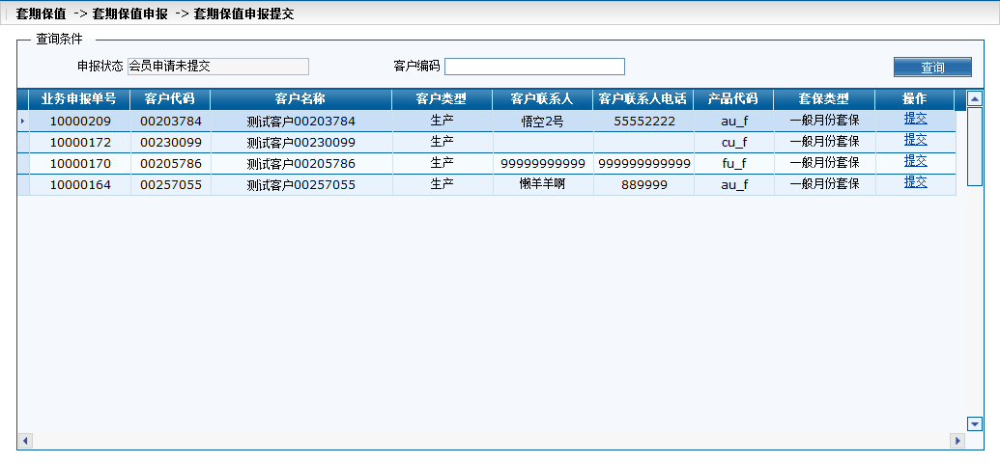 套期保值 -> 套期保值申报 -> 套期保值申报提交
查询条件
申报状态 会员申请未提交 客户编码 查询
业务申报单号 客户代码 客户名称 客户类型 客户联系人 客户联系人电话 产品代码 套保类型 操作
10000209 00203784 测试客户00203784 生产 悟空2号 55552222 au_f 一般月份套保 提交
10000172 00230099 测试客户00230099 生产 cu_f 一般月份套保 提交
10000170 00205786 测试客户00205786 生产 99999999999 999999999999 fu_f 一般月份套保 提交
10000164 00257055 测试客户00257055 生产 懒羊羊啊 889999 au_f 一般月份套保 提交